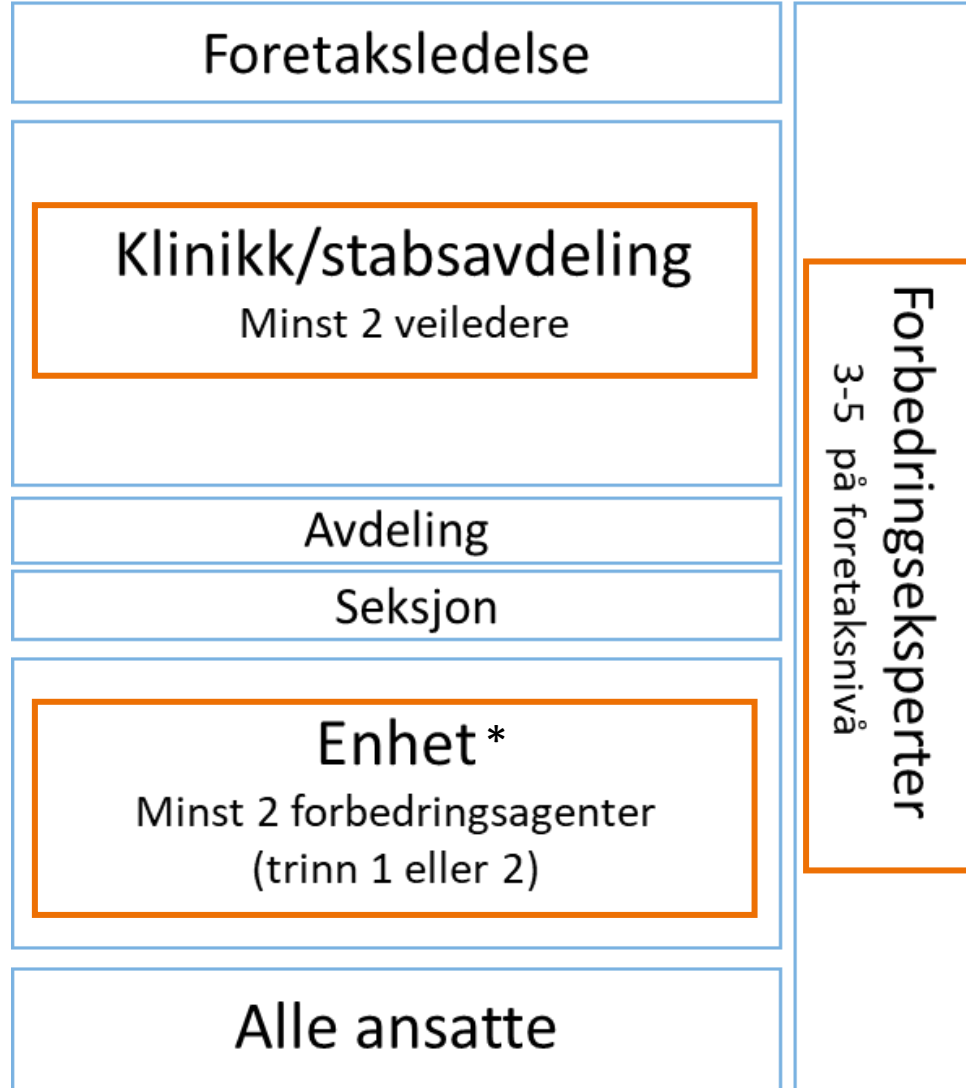 Foretaksledelse
Klinikk/stabsavdeling
Minst 2 veiledere
Avdeling
Seksjon
Enhet *
Minst 2 forbedringsagenter
(trinn 1 eller 2)
Alle ansatte
Forbedringseksperter
3-5 på foretaksnivå